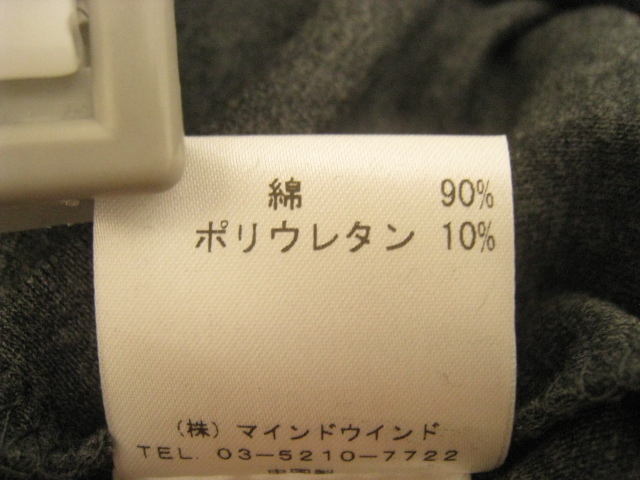 綿 90%
ポリウレタン 10%
(株) マインドウインド
TEL. 03-5210-7722